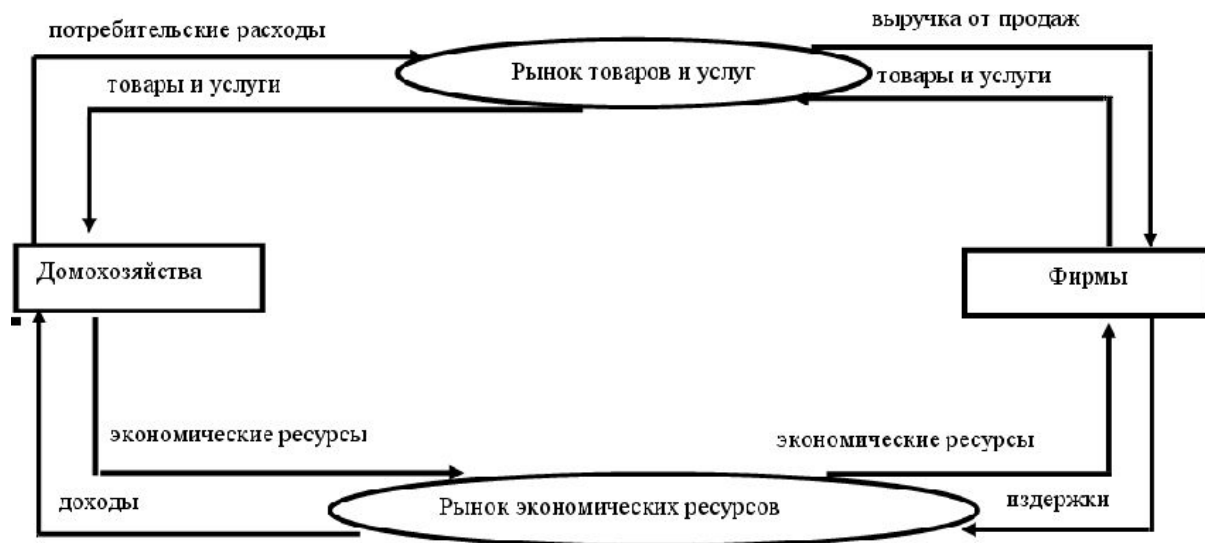 потребительские расходы
выручка от продаж
Рынок товаров и услуг
товары и услуги
товары и услуги
Домохозяйства
Фирмы
экономические ресурсы
экономические ресурсы
доходы
Рынок экономических ресурсов
издержки